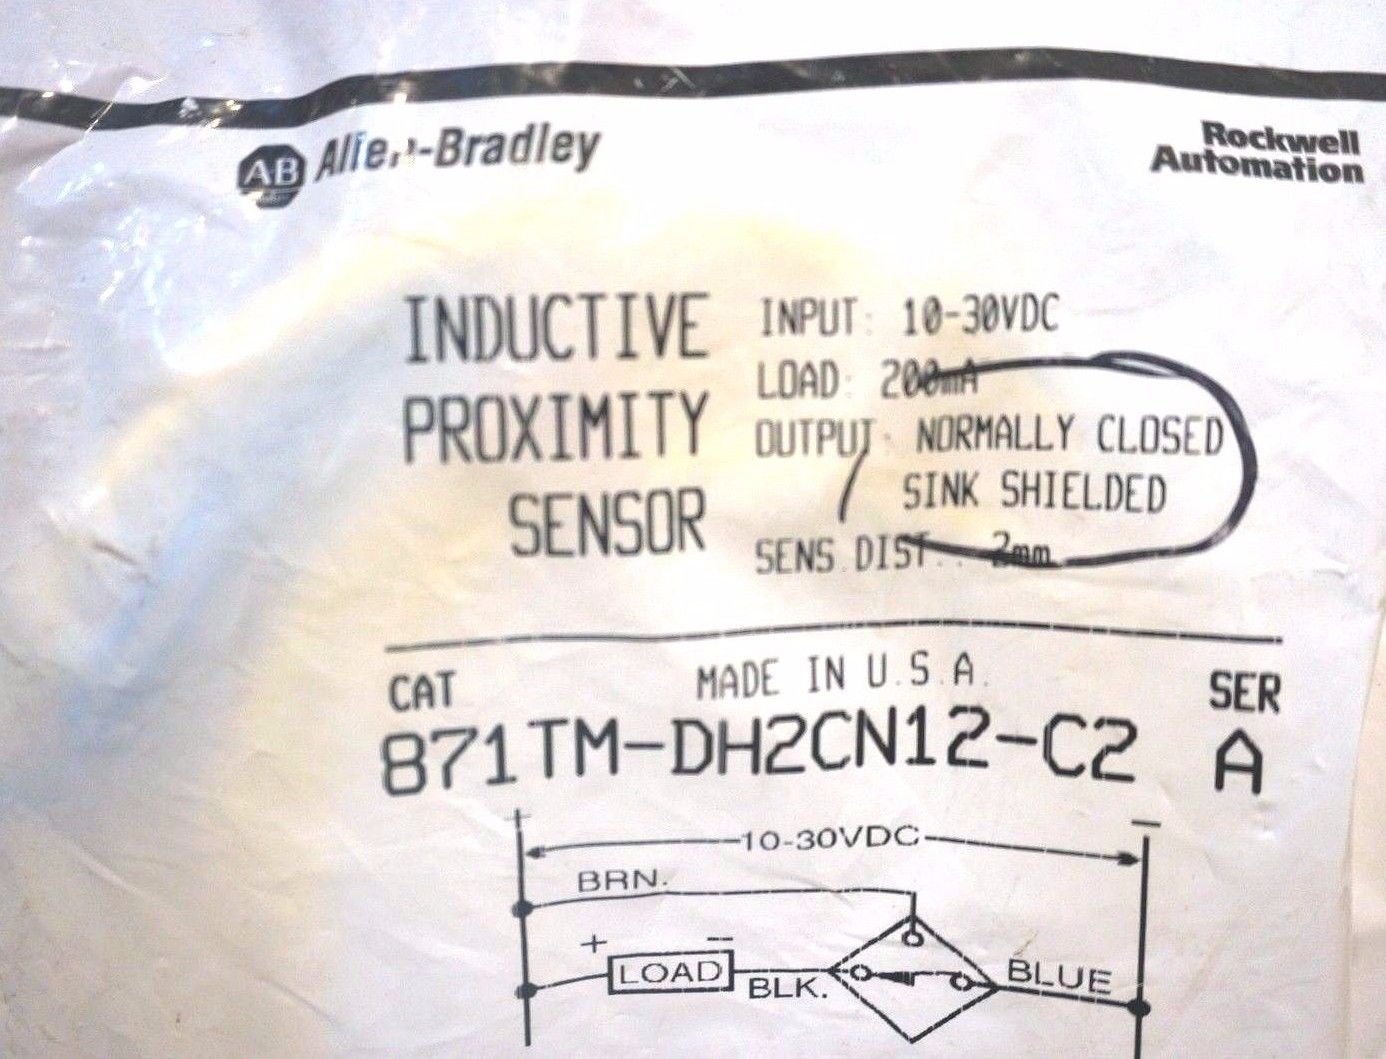 AB Allen-Bradley
Rockwell
Automation
INDUCTIVE
PROXIMITY
SENSOR
INPUT: 10-30VDC
LOAD: 200mA
OUTPUT: NORMALLY CLOSED
SINK SHIELDED
SENS.DIST.: 2mm
CAT
MADE IN U.S.A.
SER
871TM-DH2CN12-C2 A
+ −
10-30VDC
BRN.
+ −
LOAD
BLK.
BLUE